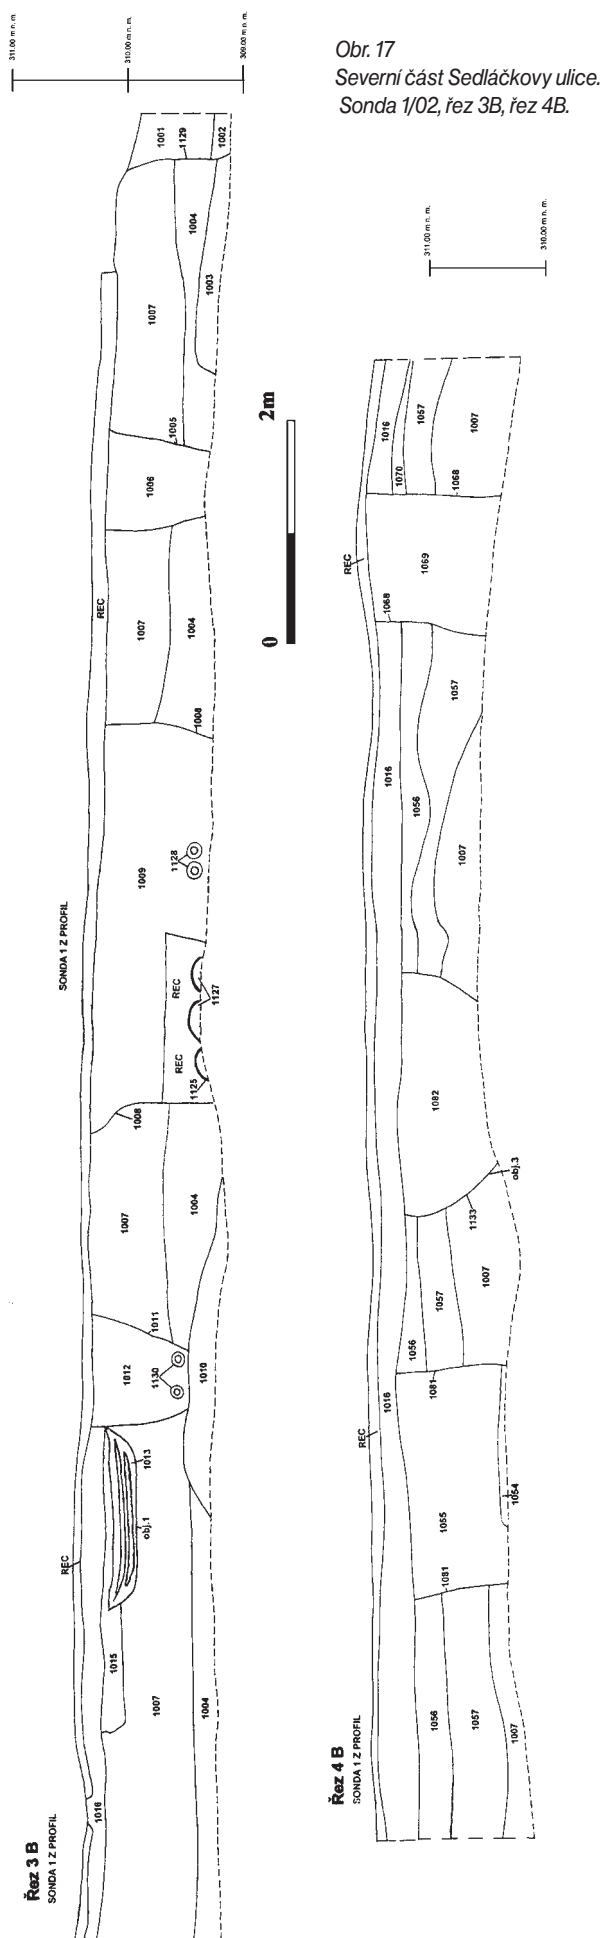 Obr. 17
Severní část Sedláčkovy ulice.
Sonda 1/02, řez 3B, řez 4B.
311.00 m n. m.
310.00 m n. m.
309.00 m n. m.
Řez 3 B
SONDA 1 Z PROFIL
SONDA 1 Z PROFIL
1016
1015
1007
1004
REC
obj.1
1013
1012
1130
1011
1010
1007
1004
1008
1125
REC
REC
1127
1009
1128
1008
1007
1004
REC
1006
1005
1007
1003
1004
1001
1129
1002
0
2m
311.00 m n. m.
310.00 m n. m.
Řez 4 B
SONDA 1 Z PROFIL
1056
1057
1007
1081
1055
1054
REC
1016
1081
1056
1057
1007
1133
obj.3
1082
1016
1056
1007
1057
1068
REC
1069
1068
1016
1070
1057
1007